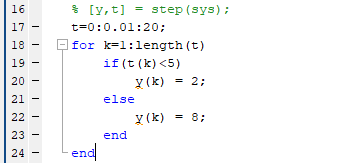 16 % [y,t] = step(sys);
17 - t=0:0.01:20;
18 - for k=1:length(t)
19 - if(t(k)<5)
20 - y(k) = 2;
21 - else
22 - y(k) = 8;
23 - end
24 - end